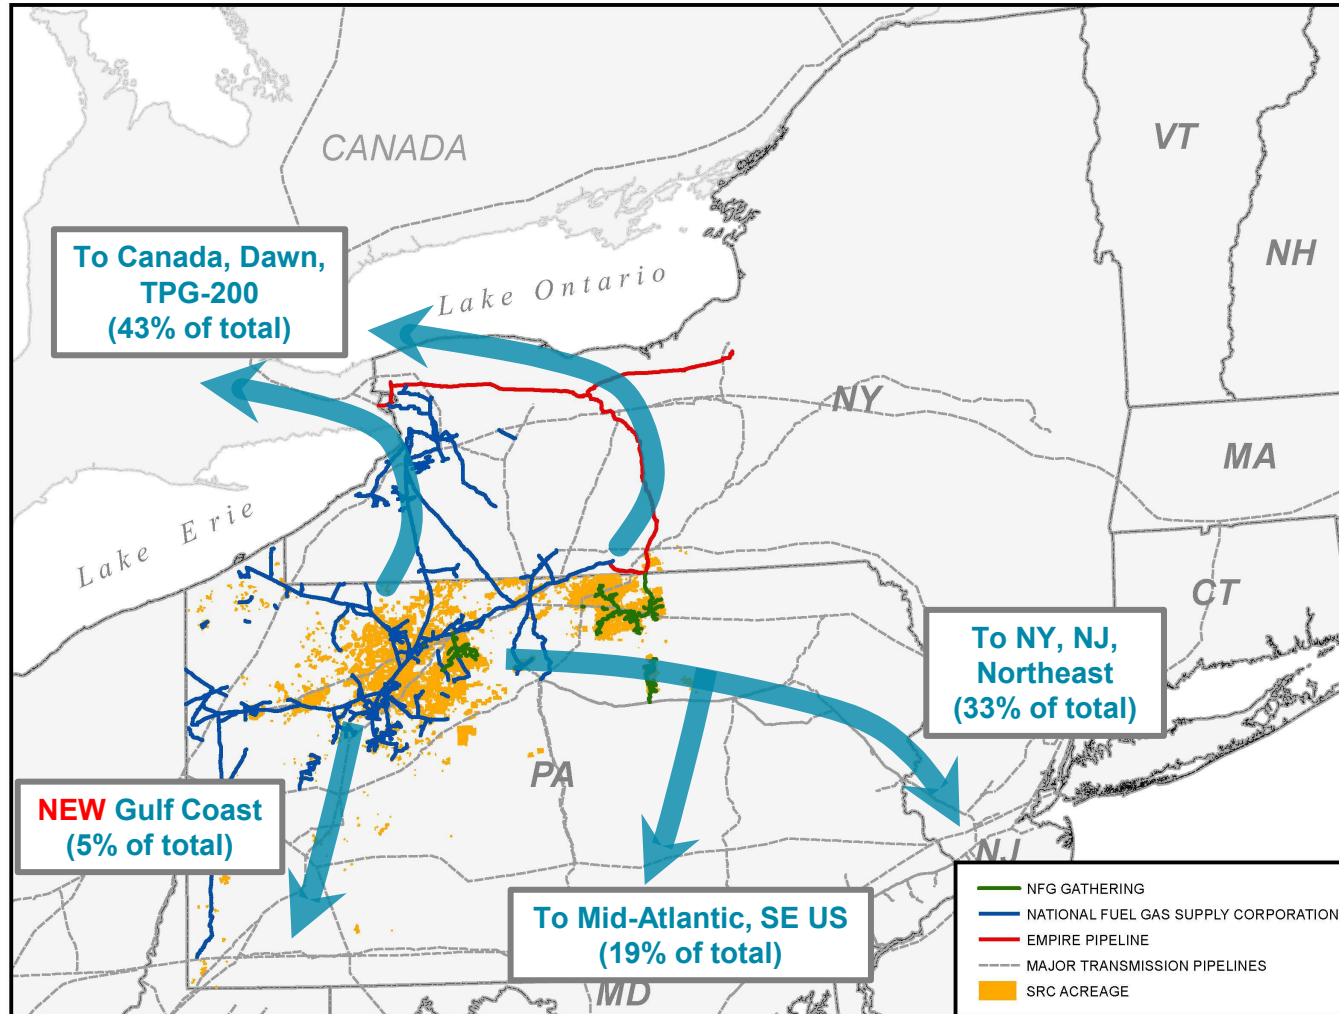 CANADA
VT
NH
To Canada, Dawn,
TPG-200
(43% of total)
Lake Ontario
NY
MA
Lake Erie
CT
To NY, NJ,
Northeast
(33% of total)
PA
NEW Gulf Coast
(5% of total)
NJ
To Mid-Atlantic, SE US
(19% of total)
MD
NFG GATHERING
NATIONAL FUEL GAS SUPPLY CORPORATION
EMPIRE PIPELINE
MAJOR TRANSMISSION PIPELINES
SRC ACREAGE